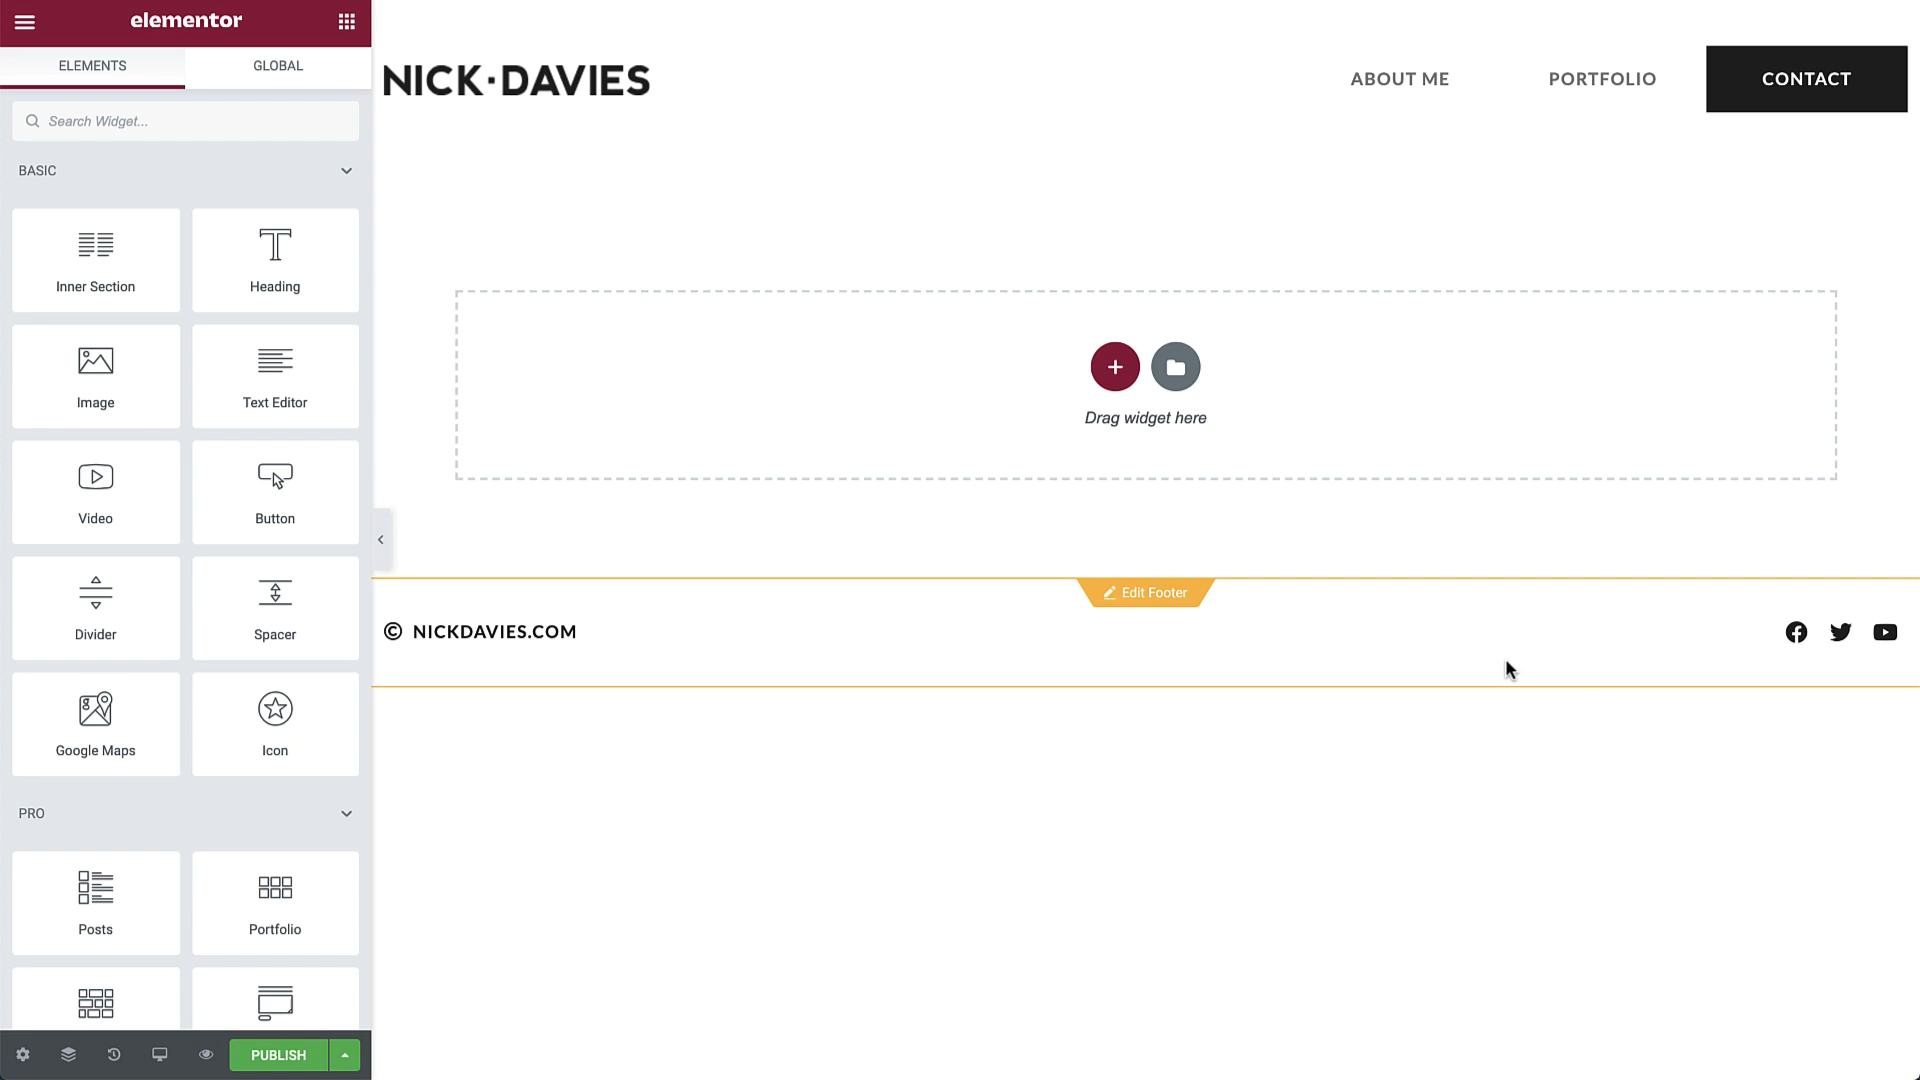 elementor
ELEMENTS
GLOBAL
Search Widget...
BASIC
Inner Section
Heading
Image
Text Editor
Video
Button
Divider
Spacer
Google Maps
Icon
PRO
Posts
Portfolio
PUBLISH
NICK·DAVIES
ABOUT ME
PORTFOLIO
CONTACT
Drag widget here
Edit Footer
© NICKDAVIES.COM